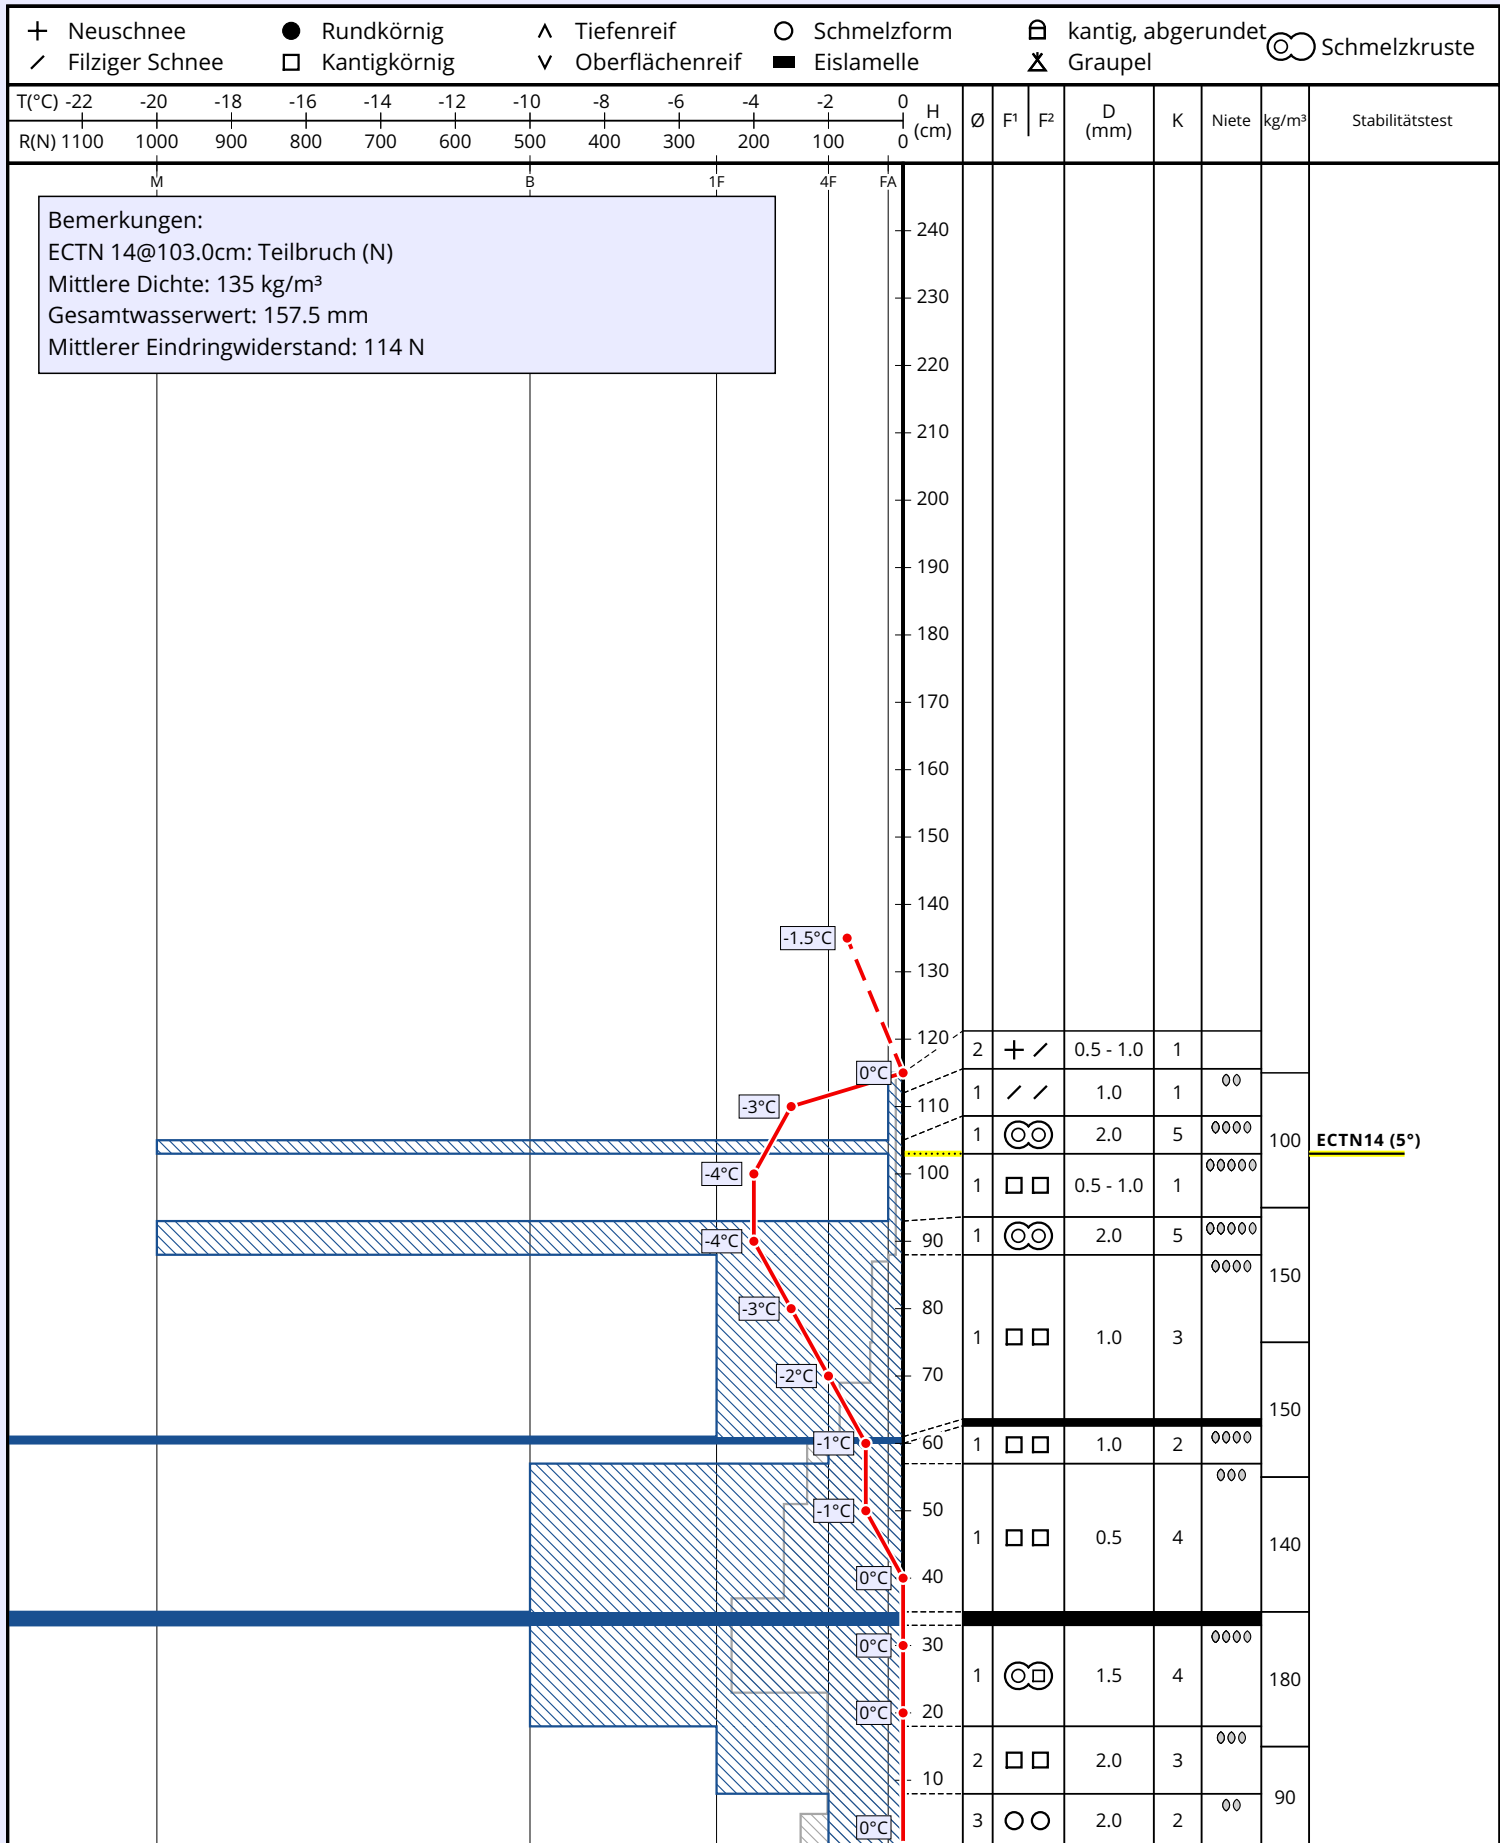 Neuschnee Rundkörnig Tiefenreif Schmelzform kantig, abgerundet Schmelzkruste
Filziger Schnee Kantigkörnig Oberflächenreif Eislamelle Graupel
T(°C) -22 -20 -18 -16 -14 -12 -10 -8 -6 -4 -2 0
R(N) 1100 1000 900 800 700 600 500 400 300 200 100 0
H (cm) Ø F¹ F² D (mm) K Niete kg/m³ Stabilitätstest
M B 1F 4F FA
Bemerkungen:
ECTN 14@103.0cm: Teilbruch (N)
Mittlere Dichte: 135 kg/m³
Gesamtwasserwert: 157.5 mm
Mittlerer Eindringwiderstand: 114 N
240
230
220
210
200
190
180
170
160
150
140
-1.5°C
130
120
2 0.5 - 1.0 1
0°C
1 1.0 1
-3°C 110
1 2.0 5
100 ECTN14 (5°)
-4°C 100
1 0.5 - 1.0 1
-4°C 90
1 2.0 5
150
-3°C 80
1 1.0 3
-2°C 70
150
-1°C 60
1 1.0 2
-1°C 50
1 0.5 4
140
0°C 40
0°C 30
1 1.5 4
180
0°C 20
2 2.0 3
10
90
0°C
3 2.0 2